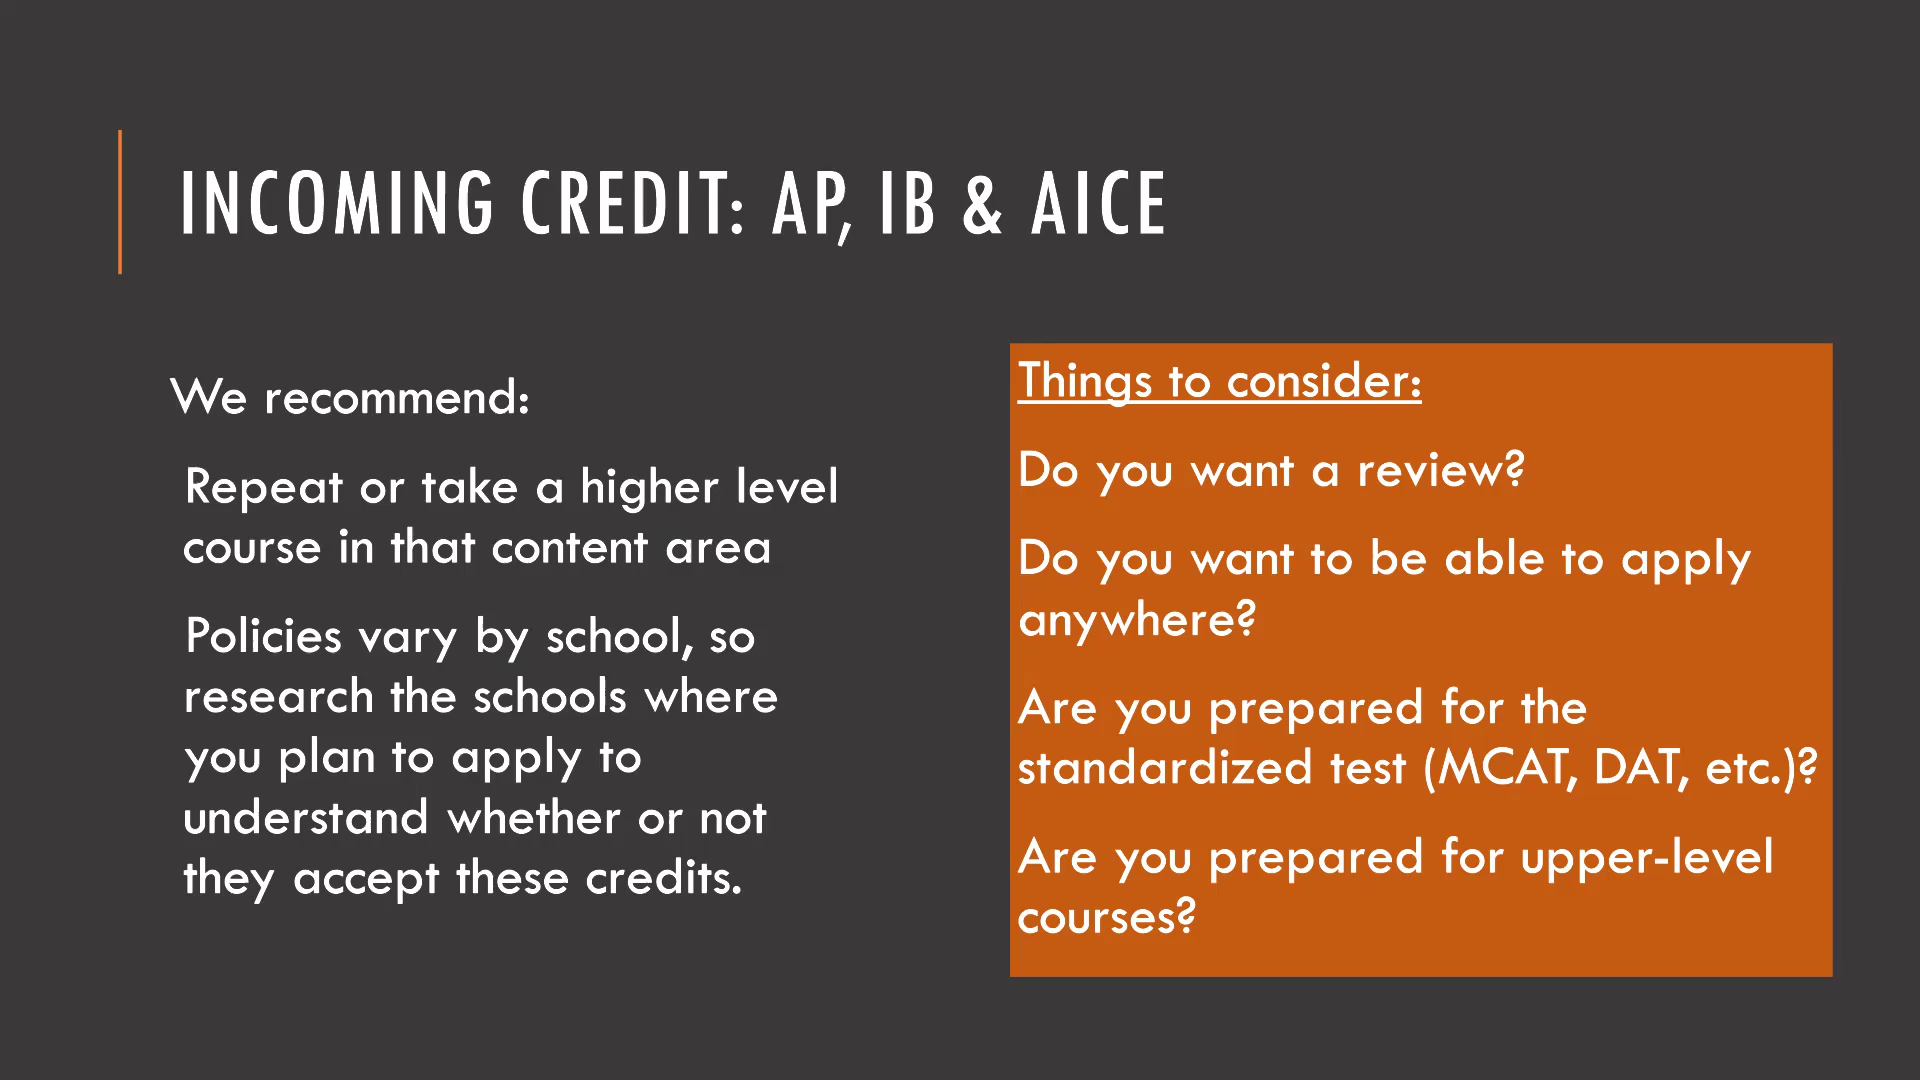 INCOMING CREDIT: AP, IB & AICE
We recommend:
Repeat or take a higher level
course in that content area
Policies vary by school, so
research the schools where
you plan to apply to
understand whether or not
they accept these credits.
Things to consider:
Do you want a review?
Do you want to be able to apply
anywhere?
Are you prepared for the
standardized test (MCAT, DAT, etc.)?
Are you prepared for upper-level
courses?